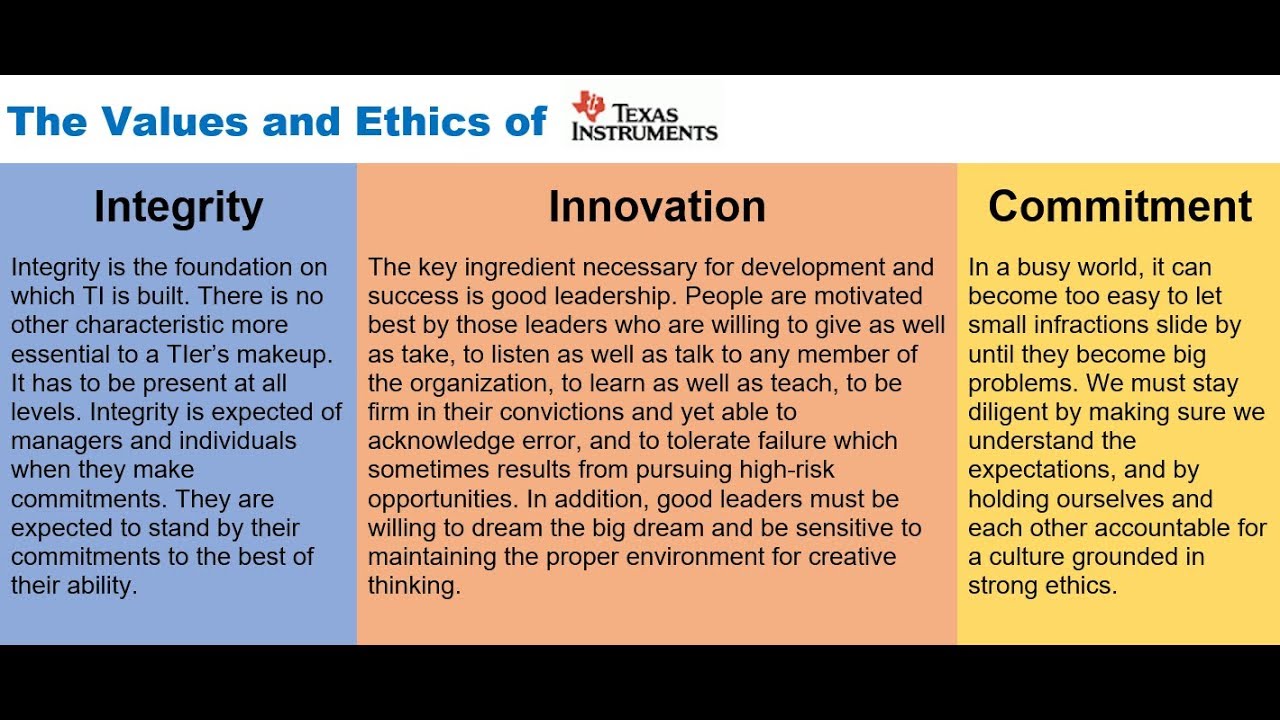 The Values and Ethics of
TEXAS
INSTRUMENTS
Integrity
Integrity is the foundation on
which TI is built. There is no
other characteristic more
essential to a TIer’s makeup.
It has to be present at all
levels. Integrity is expected of
managers and individuals
when they make
commitments. They are
expected to stand by their
commitments to the best of
their ability.
Innovation
The key ingredient necessary for development and
success is good leadership. People are motivated
best by those leaders who are willing to give as well
as take, to listen as well as talk to any member of
the organization, to learn as well as teach, to be
firm in their convictions and yet able to
acknowledge error, and to tolerate failure which
sometimes results from pursuing high-risk
opportunities. In addition, good leaders must be
willing to dream the big dream and be sensitive to
maintaining the proper environment for creative
thinking.
Commitment
In a busy world, it can
become too easy to let
small infractions slide by
until they become big
problems. We must stay
diligent by making sure we
understand the
expectations, and by
holding ourselves and
each other accountable for
a culture grounded in
strong ethics.